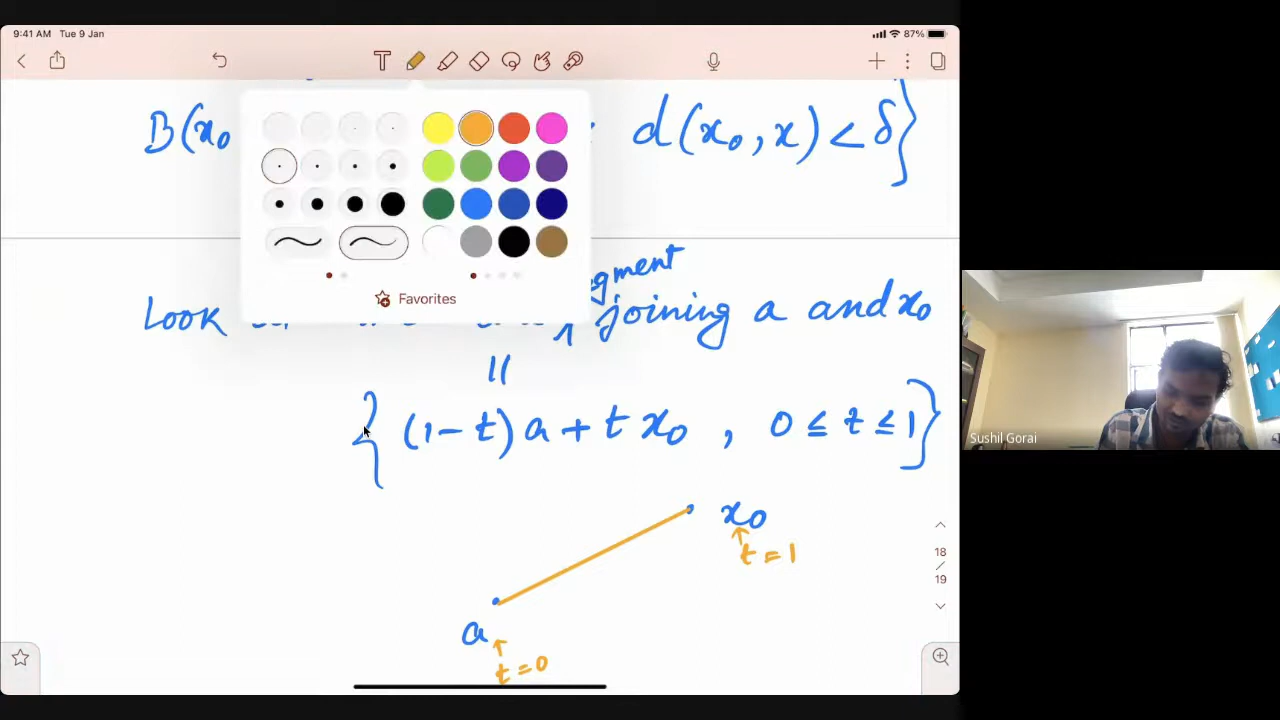 9:41 AM Tue 9 Jan 87%
B(x₀ d(x₀, x) < δ}
Favorites
segment
Look joining a and x₀
||
{(1-t)a + t x₀ , 0 ≤ t ≤ 1}
x₀
↑
t = 1
a
↑
t = 0
18
/
19
Sushil Gorai